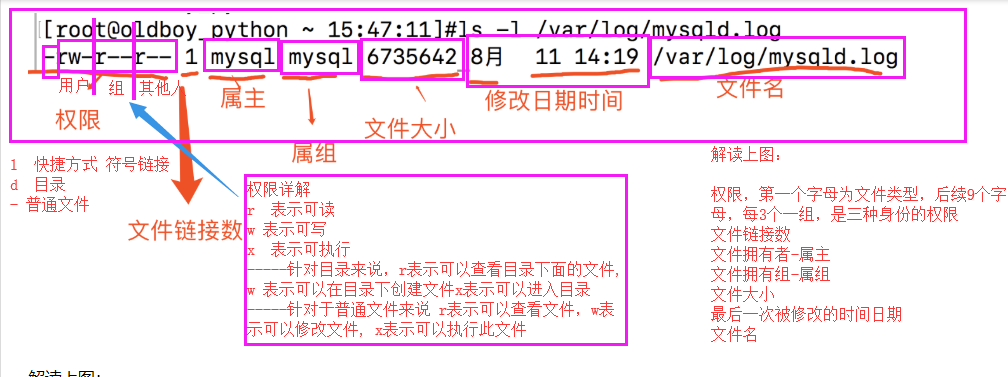 [root@oldboy_python ~ 15:47:11]#ls -l /var/log/mysqld.log
-rw-r--r-- 1 mysql mysql 6735642 8月 11 14:19 /var/log/mysqld.log
用户 组 其他人
属主
修改日期时间
文件名
权限
文件大小
属组
l 快捷方式 符号链接
d 目录
- 普通文件
文件链接数
权限详解
r 表示可读
w 表示可写
x 表示可执行
-----针对目录来说，r表示可以查看目录下面的文件,
w 表示可以在目录下创建文件x表示可以进入目录
-----针对于普通文件来说 r表示可以查看文件，w表
示可以修改文件, x表示可以执行此文件
解读上图:
权限，第一个字母为文件类型，后续9个字
母，每3个一组，是三种身份的权限
文件链接数
文件拥有者-属主
文件拥有组-属组
文件大小
最后一次被修改的时间日期
文件名
解读上图: